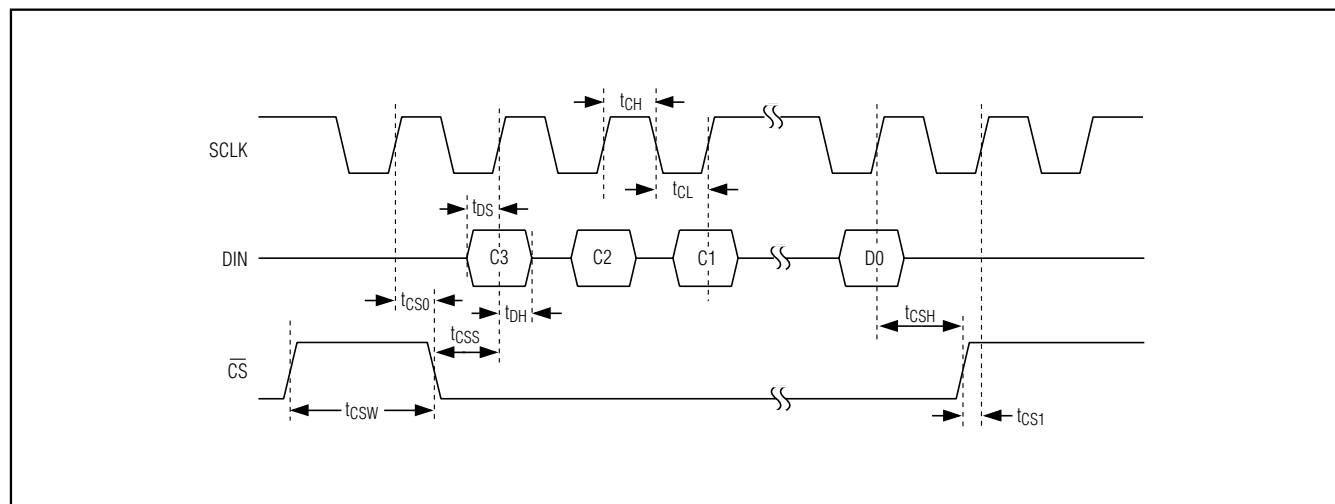 tCH
SCLK
tCL
tDS
DIN
C3
C2
C1
D0
tCS0
tDH
tCSH
tCSS
CS
tCSW
tCS1